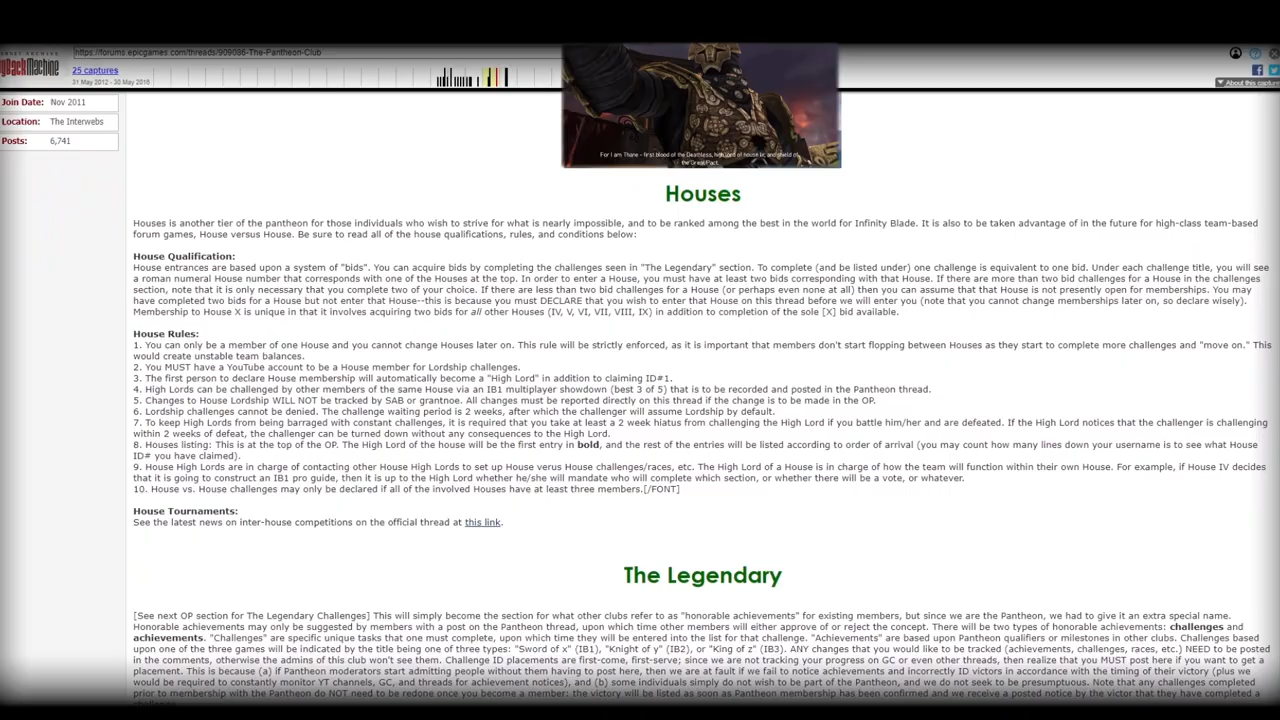 https://forums.epicgames.com/threads/909086-The-Pantheon-Club
25 captures
31 May 2012 - 30 May 2016
About this capture
Join Date: Nov 2011
Location: The Interwebs
Posts: 6,741
For I am Thane - first blood of the Deathless, high lord of house Ix, and shield of
the Great Pact.
Houses
Houses is another tier of the pantheon for those individuals who wish to strive for what is nearly impossible, and to be ranked among the best in the world for Infinity Blade. It is also to be taken advantage of in the future for high-class team-based
forum games, House versus House. Be sure to read all of the house qualifications, rules, and conditions below:
House Qualification:
House entrances are based upon a system of "bids". You can acquire bids by completing the challenges seen in "The Legendary" section. To complete (and be listed under) one challenge is equivalent to one bid. Under each challenge title, you will see
a roman numeral House number that corresponds with one of the Houses at the top. In order to enter a House, you must have at least two bids corresponding with that House. If there are more than two bid challenges for a House in the challenges
section, note that it is only necessary that you complete two of your choice. If there are less than two bid challenges for a House (or perhaps even none at all) then you can assume that that House is not presently open for memberships. You may
have completed two bids for a House but not enter that House--this is because you must DECLARE that you wish to enter that House on this thread before we will enter you (note that you cannot change memberships later on, so declare wisely).
Membership to House X is unique in that it involves acquiring two bids for all other Houses (IV, V, VI, VII, VIII, IX) in addition to completion of the sole [X] bid available.
House Rules:
1. You can only be a member of one House and you cannot change Houses later on. This rule will be strictly enforced, as it is important that members don't start flopping between Houses as they start to complete more challenges and "move on." This
would create unstable team balances.
2. You MUST have a YouTube account to be a House member for Lordship challenges.
3. The first person to declare House membership will automatically become a "High Lord" in addition to claiming ID#1.
4. High Lords can be challenged by other members of the same House via an IB1 multiplayer showdown (best 3 of 5) that is to be recorded and posted in the Pantheon thread.
5. Changes to House Lordship WILL NOT be tracked by SAB or grantnoe. All changes must be reported directly on this thread if the change is to be made in the OP.
6. Lordship challenges cannot be denied. The challenge waiting period is 2 weeks, after which the challenger will assume Lordship by default.
7. To keep High Lords from being barraged with constant challenges, it is required that you take at least a 2 week hiatus from challenging the High Lord if you battle him/her and are defeated. If the High Lord notices that the challenger is challenging
within 2 weeks of defeat, the challenger can be turned down without any consequences to the High Lord.
8. Houses listing: This is at the top of the OP. The High Lord of the house will be the first entry in bold, and the rest of the entries will be listed according to order of arrival (you may count how many lines down your username is to see what House
ID# you have claimed).
9. House High Lords are in charge of contacting other House High Lords to set up House verus House challenges/races, etc. The High Lord of a House is in charge of how the team will function within their own House. For example, if House IV decides
that it is going to construct an IB1 pro guide, then it is up to the High Lord whether he/she will mandate who will complete which section, or whether there will be a vote, or whatever.
10. House vs. House challenges may only be declared if all of the involved Houses have at least three members.[/FONT]
House Tournaments:
See the latest news on inter-house competitions on the official thread at this link.
The Legendary
[See next OP section for The Legendary Challenges] This will simply become the section for what other clubs refer to as "honorable achievements" for existing members, but since we are the Pantheon, we had to give it an extra special name.
Honorable achievements may only be suggested by members with a post on the Pantheon thread, upon which time other members will either approve of or reject the concept. There will be two types of honorable achievements: challenges and
achievements. "Challenges" are specific unique tasks that one must complete, upon which time they will be entered into the list for that challenge. "Achievements" are based upon Pantheon qualifiers or milestones in other clubs. Challenges based
upon one of the three games will be indicated by the title being one of three types: "Sword of x" (IB1), "Knight of y" (IB2), or "King of z" (IB3). ANY changes that you would like to be tracked (achievements, challenges, races, etc.) NEED to be posted
in the comments, otherwise the admins of this club won't see them. Challenge ID placements are first-come, first-serve; since we are not tracking your progress on GC or even other threads, then realize that you MUST post here if you want to get a
placement. This is because (a) if Pantheon moderators start admitting people without them having to post here, then we are at fault if we fail to notice achievements and incorrectly ID victors in accordance with the timing of their victory (plus we
would be required to constantly monitor YT channels, GC, and threads for achievement notices), and (b) some individuals simply do not wish to be part of the Pantheon, and we do not seek to be presumptuous. Note that any challenges completed
prior to membership with the Pantheon do NOT need to be redone once you become a member: the victory will be listed as soon as Pantheon membership has been confirmed and we receive a posted notice by the victor that they have completed a